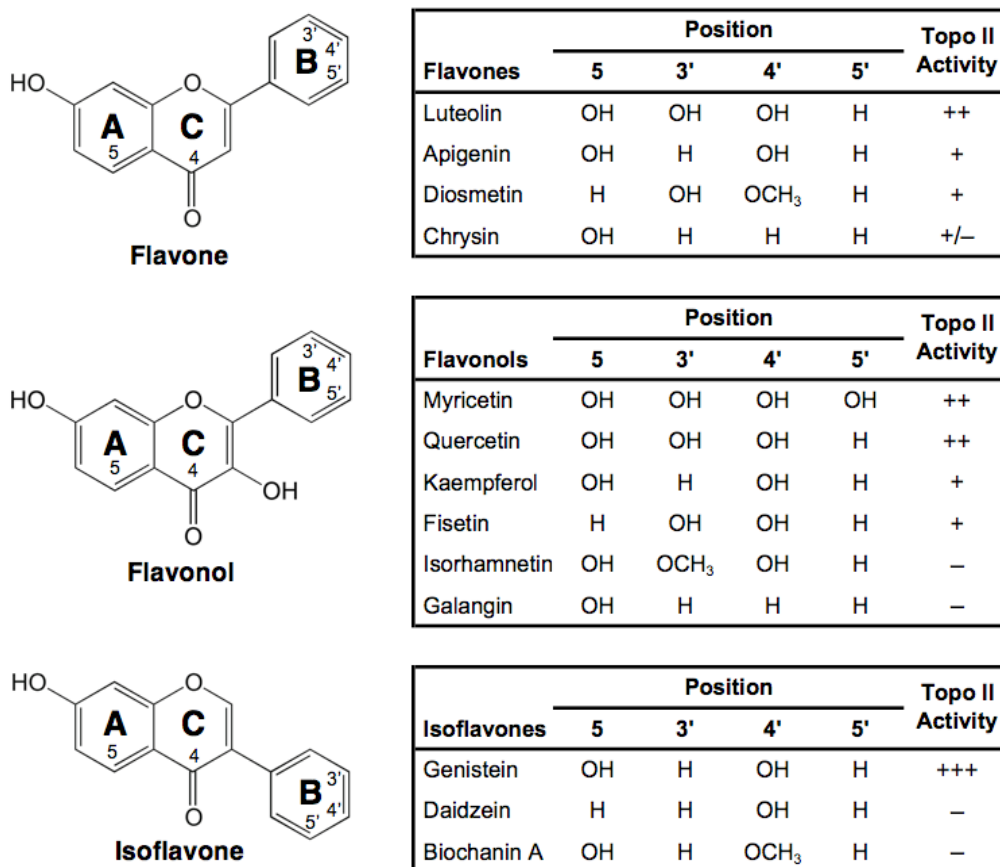 HO
O
A
C
B
3'
4'
5'
5
4
O
Flavone
Position
Topo II
Activity
Flavones 5 3' 4' 5'
Luteolin OH OH OH H ++
Apigenin OH H OH H +
Diosmetin H OH OCH₃ H +
Chrysin OH H H H +/–
HO
O
A
C
B
3'
4'
5'
5
4
OH
O
Flavonol
Position
Topo II
Activity
Flavonols 5 3' 4' 5'
Myricetin OH OH OH OH ++
Quercetin OH OH OH H ++
Kaempferol OH H OH H +
Fisetin H OH OH H +
Isorhamnetin OH OCH₃ OH H –
Galangin OH H H H –
HO
O
A
C
B
3'
4'
5'
5
4
O
Isoflavone
Position
Topo II
Activity
Isoflavones 5 3' 4' 5'
Genistein OH H OH H +++
Daidzein H H OH H –
Biochanin A OH H OCH₃ H –